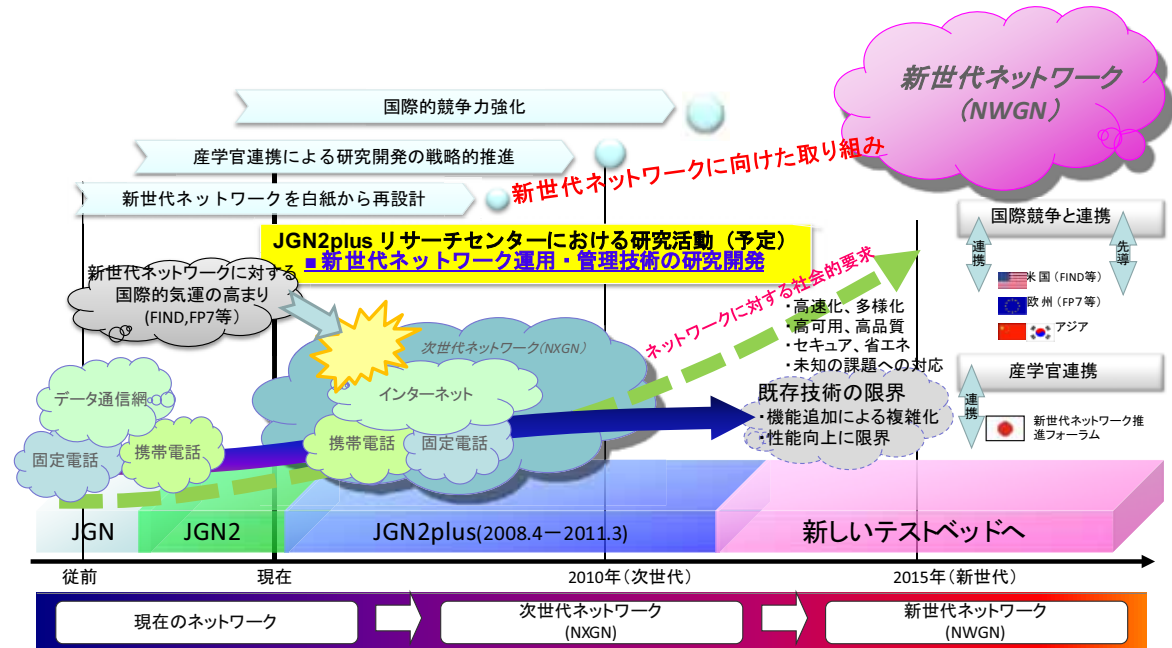 新世代ネットワーク
(NWGN)
国際的競争力強化
産学官連携による研究開発の戦略的推進
新世代ネットワークを白紙から再設計
新世代ネットワークに向けた取り組み
JGN2plus リサーチセンターにおける研究活動（予定）
■ 新世代ネットワーク運用・管理技術の研究開発
新世代ネットワークに対する
国際的気運の高まり
(FIND,FP7等)
次世代ネットワーク(NXGN)
インターネット
携帯電話
固定電話
データ通信網
固定電話
携帯電話
ネットワークに対する社会的要求
・高速化、多様化
・高可用、高品質
・セキュア、省エネ
・未知の課題への対応
既存技術の限界
・機能追加による複雑化
・性能向上に限界
国際競争と連携
連携
先導
米国（FIND等）
欧州（FP7等）
アジア
産学官連携
連携
新世代ネットワーク推
進フォーラム
JGN
JGN2
JGN2plus(2008.4－2011.3)
新しいテストベッドへ
従前
現在
2010年（次世代）
2015年（新世代）
現在のネットワーク
次世代ネットワーク
(NXGN)
新世代ネットワーク
(NWGN)